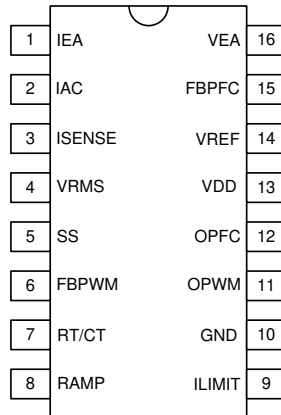 1 IEA VEA 16
2 IAC FBPFC 15
3 ISENSE VREF 14
4 VRMS VDD 13
5 SS OPFC 12
6 FBPWM OPWM 11
7 RT/CT GND 10
8 RAMP ILIMIT 9